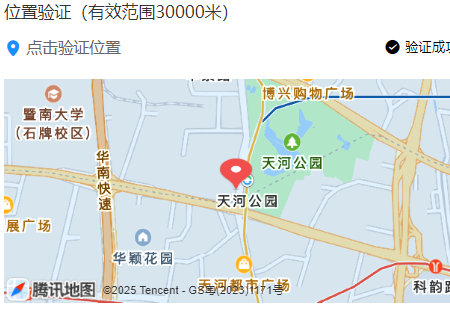 位置验证（有效范围30000米）
点击验证位置
验证成功
博兴购物广场
暨南大学
(石牌校区)
华南快速
天河公园
天河公园
展广场
华颖花园
天河都市广场
科韵路
腾讯地图
©2025 Tencent - GS粤(2023)1171号